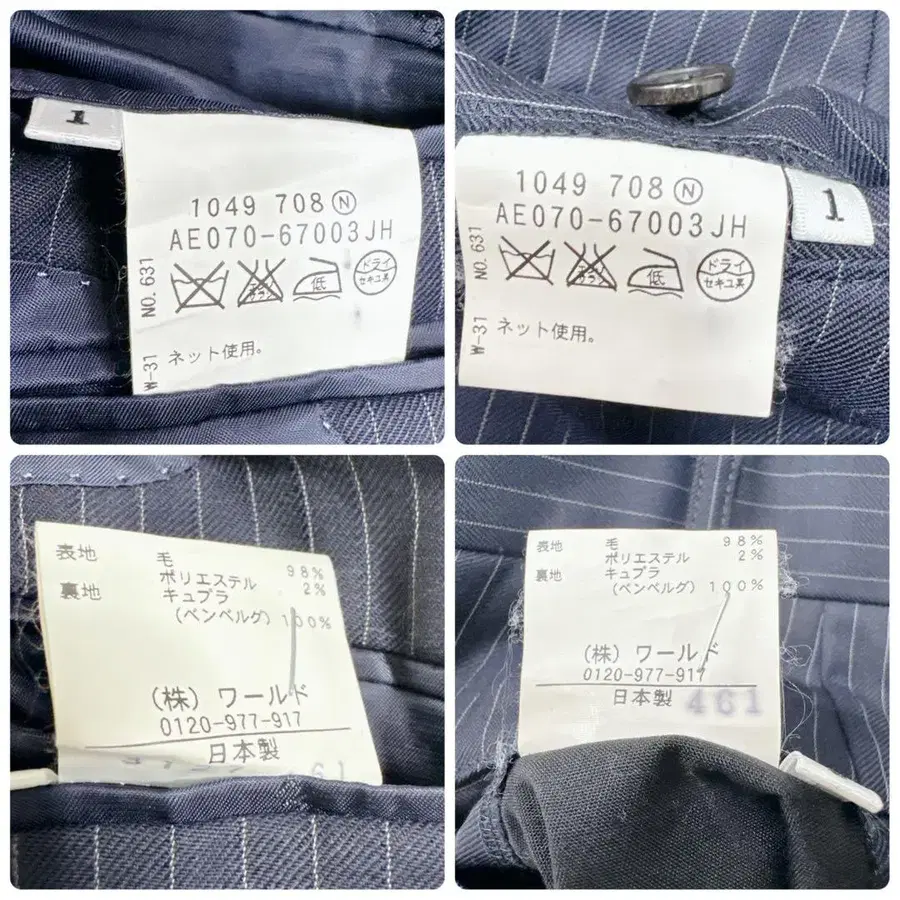 1
1049 708 Ⓝ
AE070-67003JH
低
ドライ
セキユ系
ネット使用。
W-31 NO. 631
1049 708 Ⓝ
AE070-67003JH
低
ドライ
セキユ系
ネット使用。
W-31 NO. 631
1
表地 毛 98%
ポリエステル 2%
裏地 キュプラ
(ベンベルグ) 100%
(株) ワールド
0120-977-917
日本製
61
表地 毛 98%
ポリエステル 2%
裏地 キュプラ
(ベンベルグ) 100%
(株) ワールド
0120-977-917
日本製 461